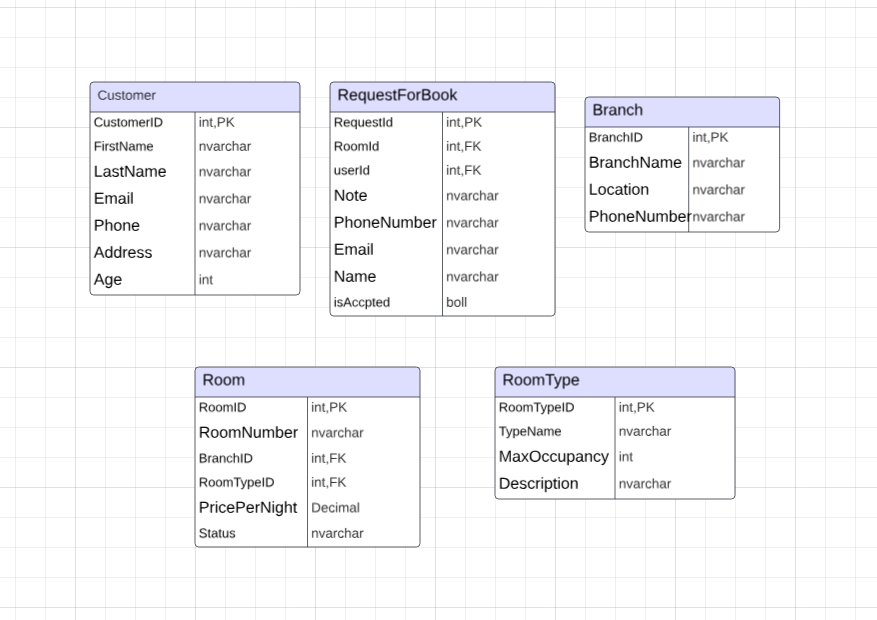 Customer
CustomerID int,PK
FirstName nvarchar
LastName nvarchar
Email nvarchar
Phone nvarchar
Address nvarchar
Age int
RequestForBook
RequestId int,PK
RoomId int,FK
userId int,FK
Note nvarchar
PhoneNumber nvarchar
Email nvarchar
Name nvarchar
isAccpted boll
Branch
BranchID int,PK
BranchName nvarchar
Location nvarchar
PhoneNumber nvarchar
Room
RoomID int,PK
RoomNumber nvarchar
BranchID int,FK
RoomTypeID int,FK
PricePerNight Decimal
Status nvarchar
RoomType
RoomTypeID int,PK
TypeName nvarchar
MaxOccupancy int
Description nvarchar